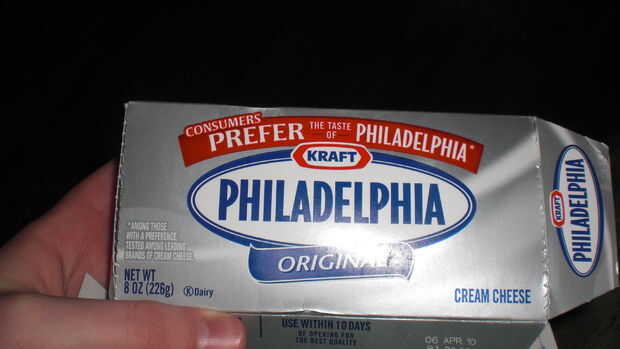 CONSUMERS
PREFER THE TASTE OF PHILADELPHIA*
KRAFT
PHILADELPHIA
ORIGINAL
*AMONG THOSE
WITH A PREFERENCE
TESTED AMONG LEADING
BRANDS OF CREAM CHEESE
NET WT
8 OZ (226g) K Dairy
CREAM CHEESE
KRAFT
PHILADELPHIA
USE WITHIN 10 DAYS
OF OPENING FOR
THE BEST QUALITY
06 APR 10